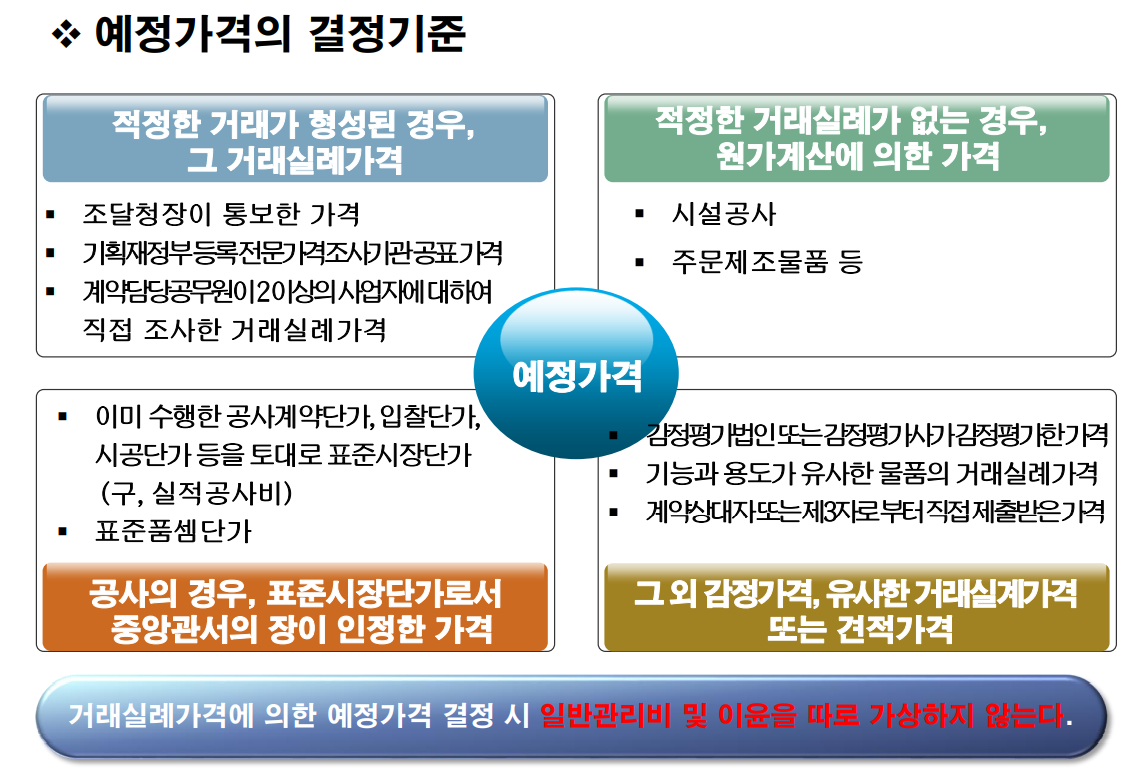 ❖ 예정가격의 결정기준
적정한 거래가 형성된 경우,
그 거래실례가격
▪ 조달청장이 통보한 가격
▪ 기획재정부 등록 전문가격조사기관 공표 가격
▪ 계약담당공무원이 2 이상의 사업자에 대하여
직접 조사한 거래실례가격
적정한 거래실례가 없는 경우,
원가계산에 의한 가격
▪ 시설공사
▪ 주문제조물품 등
예정가격
▪ 이미 수행한 공사계약단가, 입찰단가,
시공단가 등을 토대로 표준시장단가
(구, 실적공사비)
▪ 표준품셈단가
공사의 경우, 표준시장단가로서
중앙관서의 장이 인정한 가격
▪ 감정평가법인 또는 감정평가사가 감정평가한 가격
▪ 기능과 용도가 유사한 물품의 거래실례가격
▪ 계약상대자 또는 제3자로 부터 직접 제출받은 가격
그 외 감정가격, 유사한 거래실계가격
또는 견적가격
거래실례가격에 의한 예정가격 결정 시 일반관리비 및 이윤을 따로 가상하지 않는다.